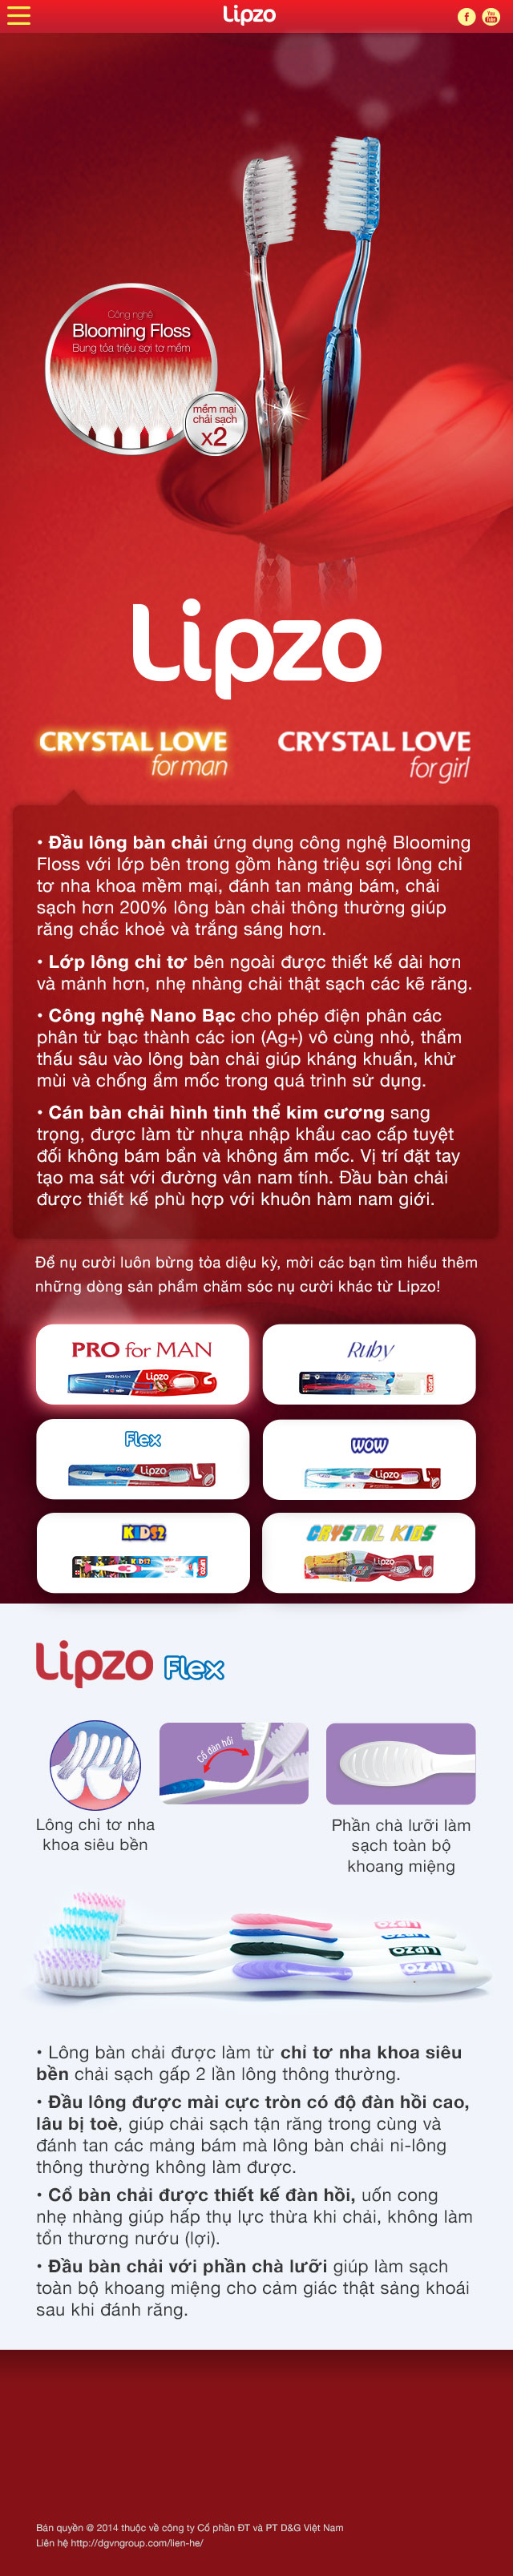 Lipzo
f
You
Tube
Công nghệ
Blooming Floss
Bung tỏa triệu sợi tơ mềm
mềm mại
chải sạch
x2
Lipzo
CRYSTAL LOVE
for man
CRYSTAL LOVE
for girl
• Đầu lông bàn chải ứng dụng công nghệ Blooming
Floss với lớp bên trong gồm hàng triệu sợi lông chỉ
tơ nha khoa mềm mại, đánh tan mảng bám, chải
sạch hơn 200% lông bàn chải thông thường giúp
răng chắc khoẻ và trắng sáng hơn.
• Lớp lông chỉ tơ bên ngoài được thiết kế dài hơn
và mảnh hơn, nhẹ nhàng chải thật sạch các kẽ răng.
• Công nghệ Nano Bạc cho phép điện phân các
phân tử bạc thành các ion (Ag+) vô cùng nhỏ, thẩm
thấu sâu vào lông bàn chải giúp kháng khuẩn, khử
mùi và chống ẩm mốc trong quá trình sử dụng.
• Cán bàn chải hình tinh thể kim cương sang
trọng, được làm từ nhựa nhập khẩu cao cấp tuyệt
đối không bám bẩn và không ẩm mốc. Vị trí đặt tay
tạo ma sát với đường vân nam tính. Đầu bàn chải
được thiết kế phù hợp với khuôn hàm nam giới.
Để nụ cười luôn bừng tỏa diệu kỳ, mời các bạn tìm hiểu thêm
những dòng sản phẩm chăm sóc nụ cười khác từ Lipzo!
PRO for MAN
PRO for MAN
Lipzo
Ruby
Ruby
LIPZO
Flex
Flex
Lipzo
WOW
Lipzo
KIDS2
KIDS2
LIPZO
CRYSTAL KIDS
Lipzo
Lipzo Flex
Cổ đàn hồi
Lông chỉ tơ nha
khoa siêu bền
Phần chà lưỡi làm
sạch toàn bộ
khoang miệng
LIPZO
LIPZO
LIPZO
LIPZO
• Lông bàn chải được làm từ chỉ tơ nha khoa siêu
bền chải sạch gấp 2 lần lông thông thường.
• Đầu lông được mài cực tròn có độ đàn hồi cao,
lâu bị toè, giúp chải sạch tận răng trong cùng và
đánh tan các mảng bám mà lông bàn chải ni-lông
thông thường không làm được.
• Cổ bàn chải được thiết kế đàn hồi, uốn cong
nhẹ nhàng giúp hấp thụ lực thừa khi chải, không làm
tổn thương nướu (lợi).
• Đầu bàn chải với phần chà lưỡi giúp làm sạch
toàn bộ khoang miệng cho cảm giác thật sảng khoái
sau khi đánh răng.
Bản quyền @ 2014 thuộc về công ty Cổ phần ĐT và PT D&G Việt Nam
Liên hệ http://dgvngroup.com/lien-he/